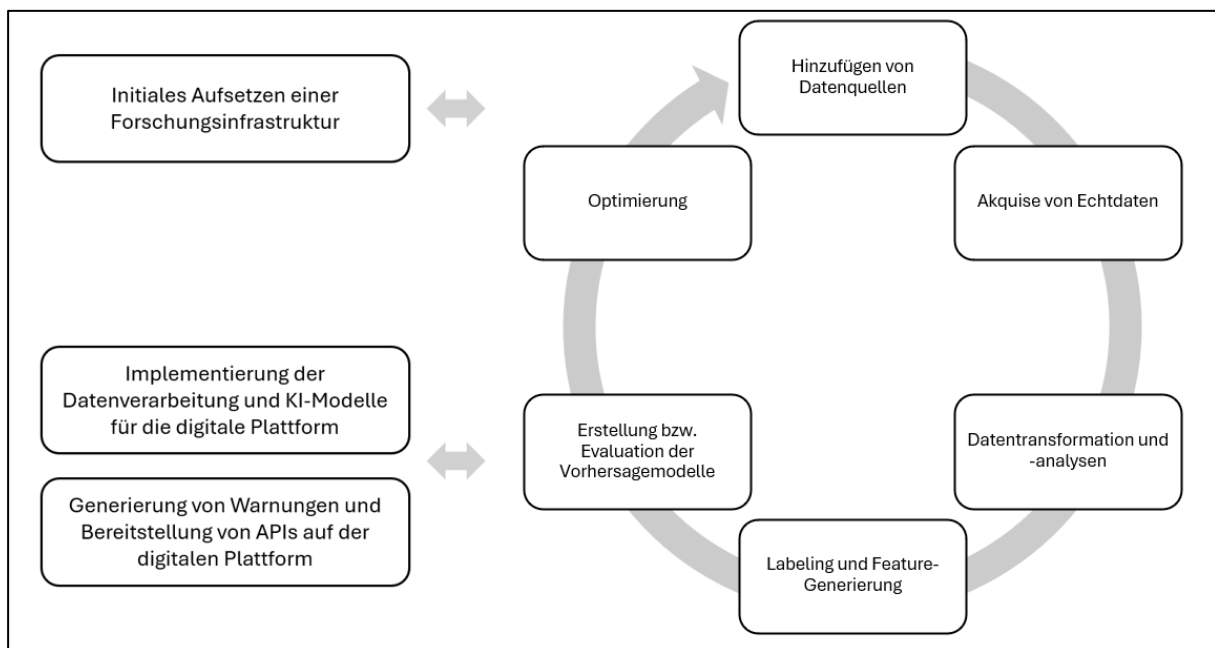 Initiales Aufsetzen einer
Forschungsinfrastruktur
Hinzufügen von
Datenquellen
Optimierung
Akquise von Echtdaten
Implementierung der
Datenverarbeitung und KI-Modelle
für die digitale Plattform
Erstellung bzw.
Evaluation der
Vorhersagemodelle
Datentransformation und
-analysen
Generierung von Warnungen und
Bereitstellung von APIs auf der
digitalen Plattform
Labeling und Feature-
Generierung